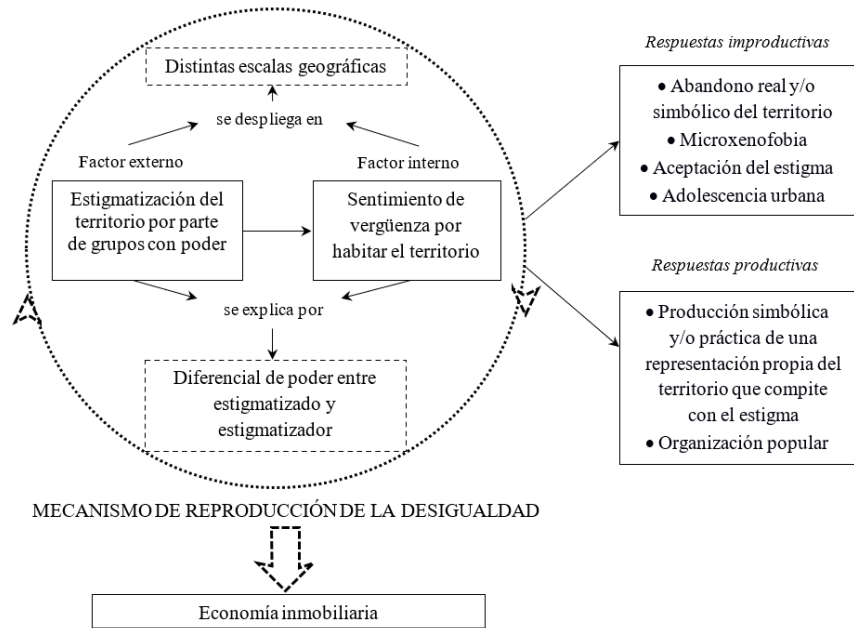 Distintas escalas geográficas
se despliega en
Factor externo
Factor interno
Estigmatización del
territorio por parte
de grupos con poder
Sentimiento de
vergüenza por
habitar el territorio
se explica por
Diferencial de poder entre
estigmatizado y
estigmatizador
MECANISMO DE REPRODUCCIÓN DE LA DESIGUALDAD
Economía inmobiliaria
Respuestas improductivas
• Abandono real y/o
simbólico del territorio
• Microxenofobia
• Aceptación del estigma
• Adolescencia urbana
Respuestas productivas
• Producción simbólica
y/o práctica de una
representación propia del
territorio que compite
con el estigma
• Organización popular